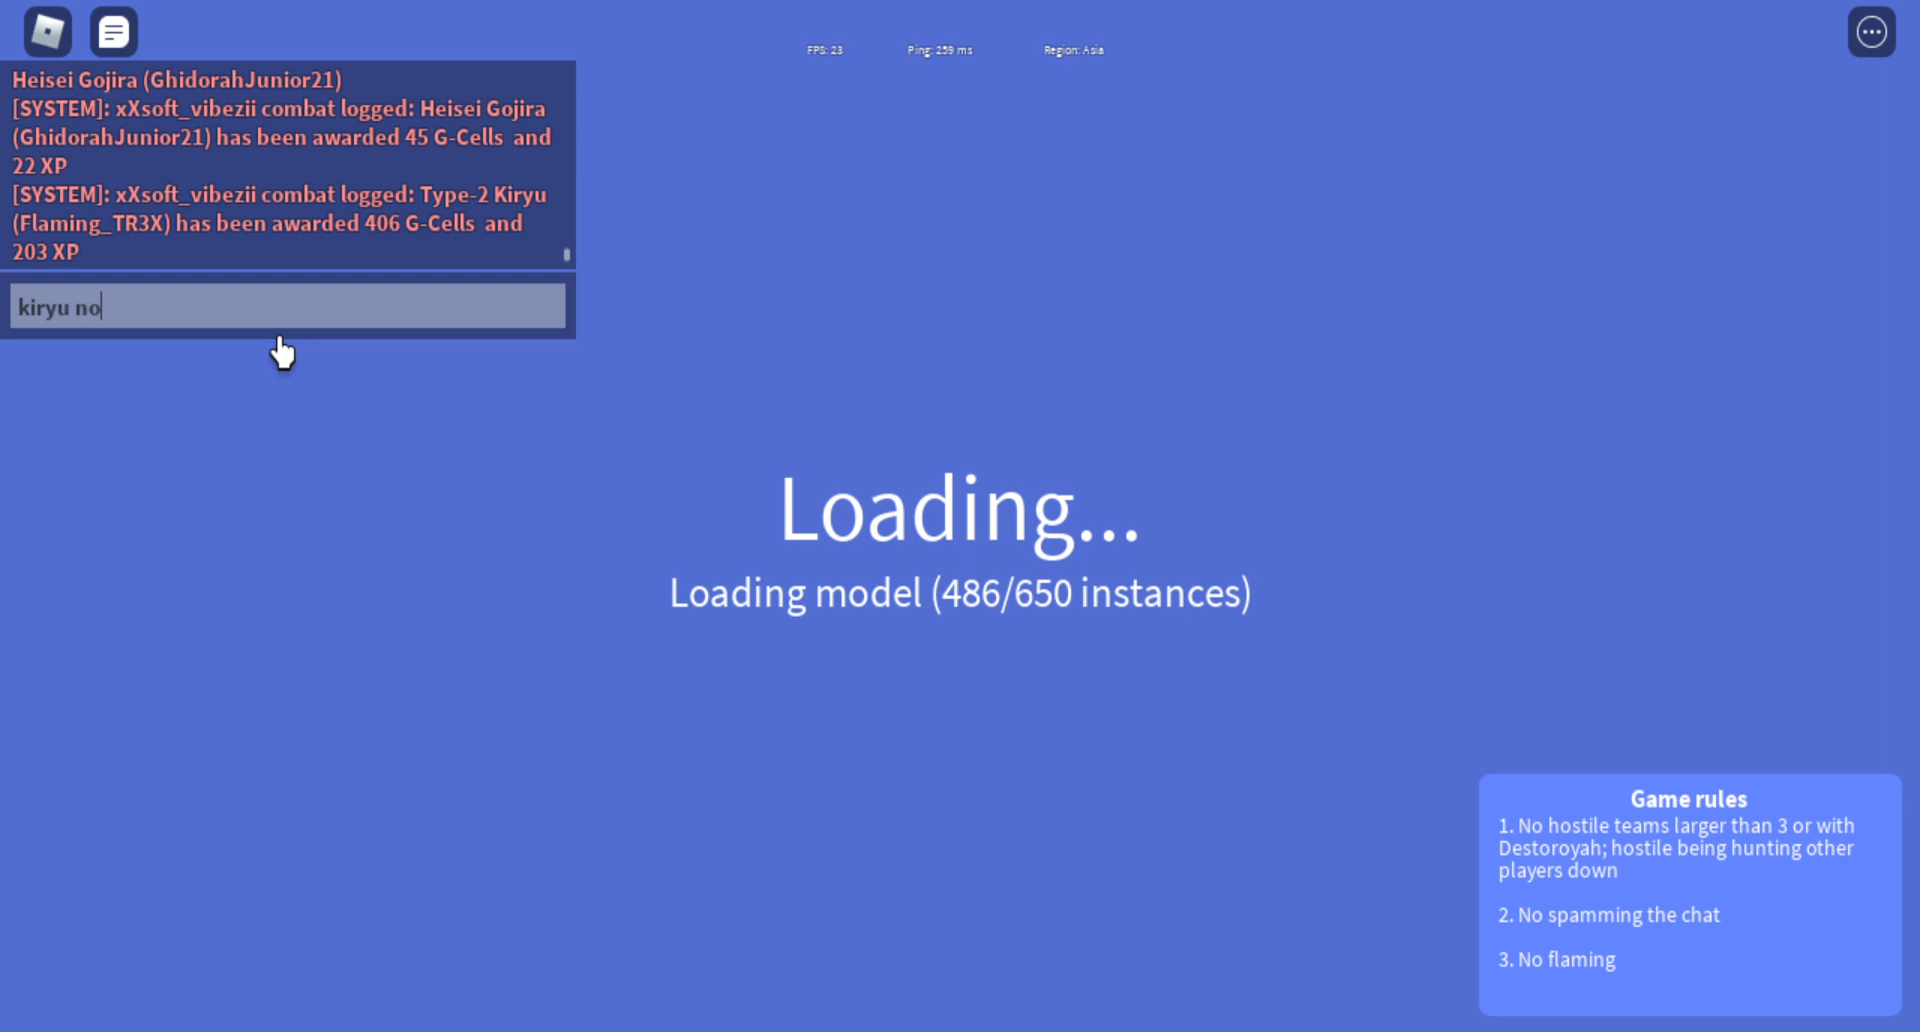 FPS: 23 Ping: 259 ms Region: Asia
Heisei Gojira (GhidorahJunior21)
[SYSTEM]: xXsoft_vibezii combat logged: Heisei Gojira
(GhidorahJunior21) has been awarded 45 G-Cells and
22 XP
[SYSTEM]: xXsoft_vibezii combat logged: Type-2 Kiryu
(Flaming_TR3X) has been awarded 406 G-Cells and
203 XP
kiryu no
Loading...
Loading model (486/650 instances)
Game rules
1. No hostile teams larger than 3 or with
Destoroyah; hostile being hunting other
players down
2. No spamming the chat
3. No flaming